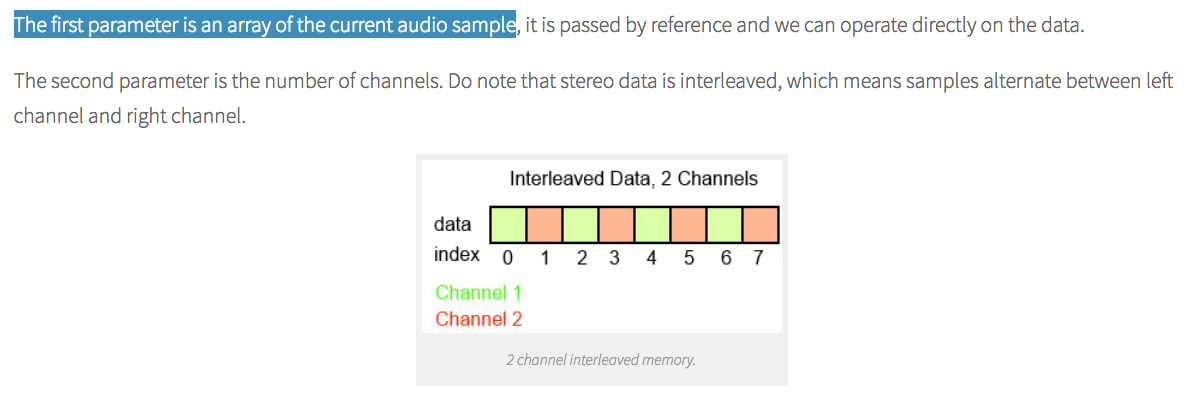 The first parameter is an array of the current audio sample, it is passed by reference and we can operate directly on the data.
The second parameter is the number of channels. Do note that stereo data is interleaved, which means samples alternate between left
channel and right channel.
Interleaved Data, 2 Channels
data
index 0 1 2 3 4 5 6 7
Channel 1
Channel 2
2 channel interleaved memory.